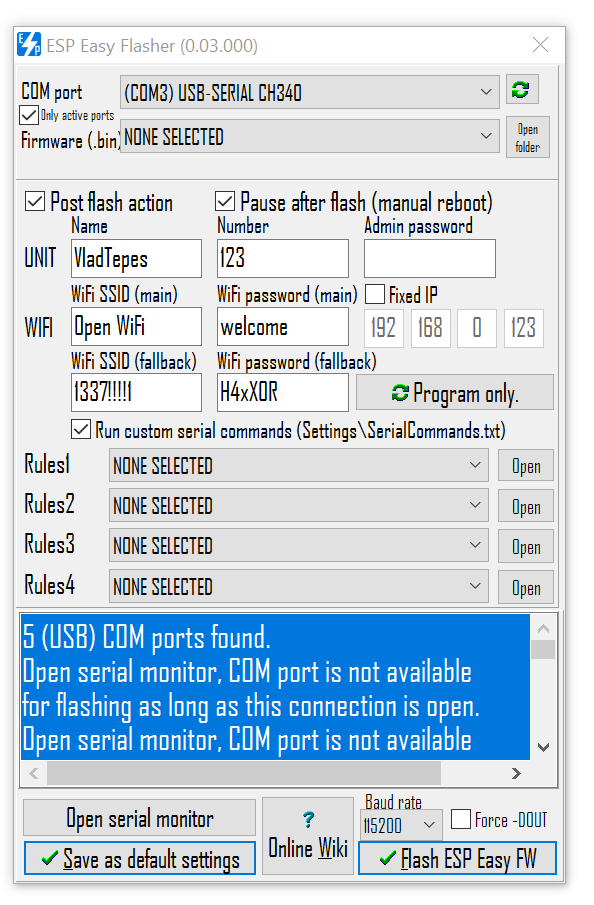 ESP Easy Flasher (0.03.000)
COM port
(COM3) USB-SERIAL CH340
Only active ports
Firmware (.bin)
NONE SELECTED
Open
folder
Post flash action
Pause after flash (manual reboot)
Name
Number
Admin password
UNIT
VladTepes
123
WiFi SSID (main)
WiFi password (main)
Fixed IP
WIFI
Open WiFi
welcome
192
168
0
123
WiFi SSID (fallback)
WiFi password (fallback)
1337!!!!1
H4xX0R
Program only.
Run custom serial commands (Settings\SerialCommands.txt)
Rules1
NONE SELECTED
Open
Rules2
NONE SELECTED
Open
Rules3
NONE SELECTED
Open
Rules4
NONE SELECTED
Open
5 (USB) COM ports found.
Open serial monitor, COM port is not available
for flashing as long as this connection is open.
Open serial monitor, COM port is not available
Open serial monitor
?
Online Wiki
Baud rate
115200
Force -DOUT
Save as default settings
Flash ESP Easy FW